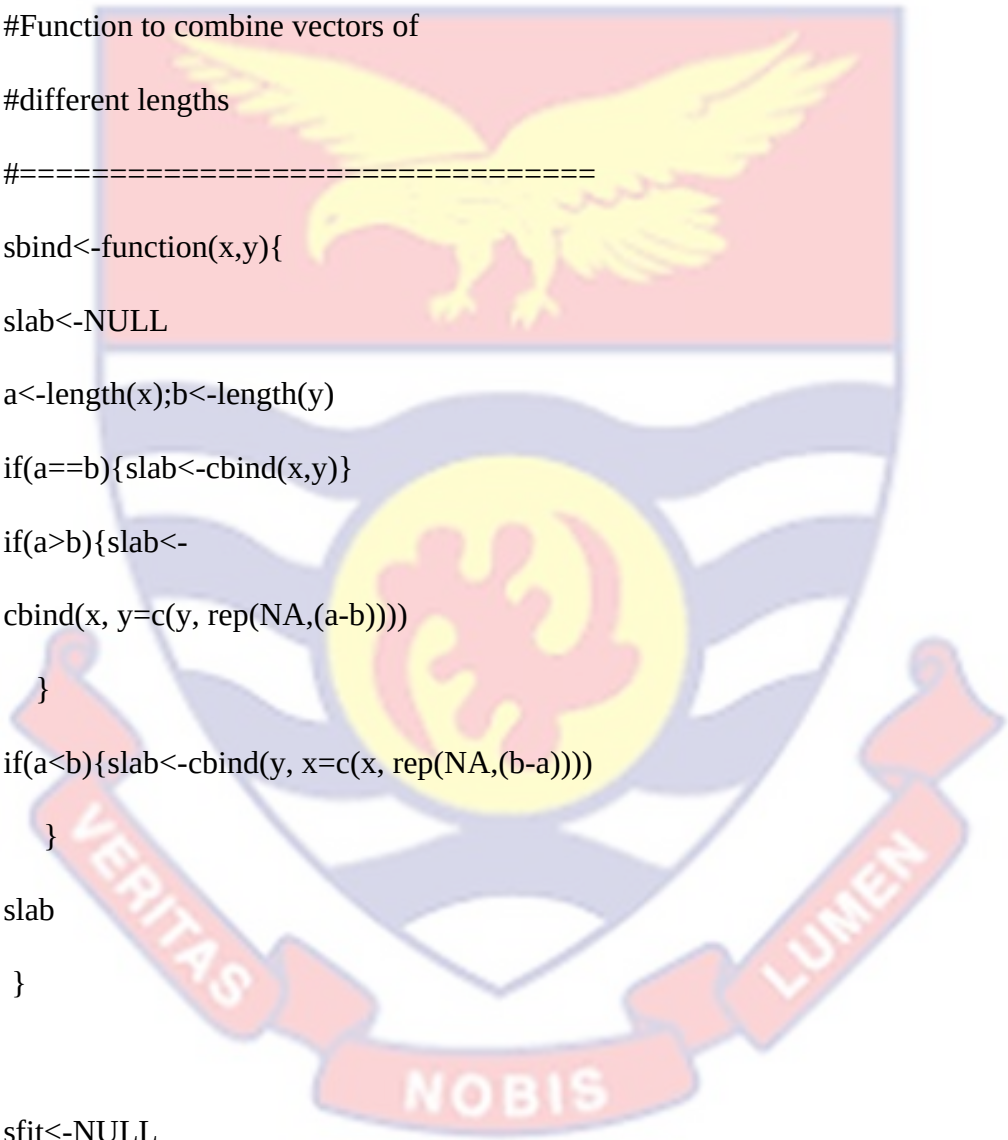 #Function to combine vectors of
#different lengths
#================================
sbind<-function(x,y){
slab<-NULL
a<-length(x);b<-length(y)
if(a==b){slab<-cbind(x,y)}
if(a>b){slab<-
cbind(x, y=c(y, rep(NA,(a-b))))
}
if(a<b){slab<-cbind(y, x=c(x, rep(NA,(b-a))))
}
slab
}
sfit<-NULL
VERITAS
NOBIS
LUMEN